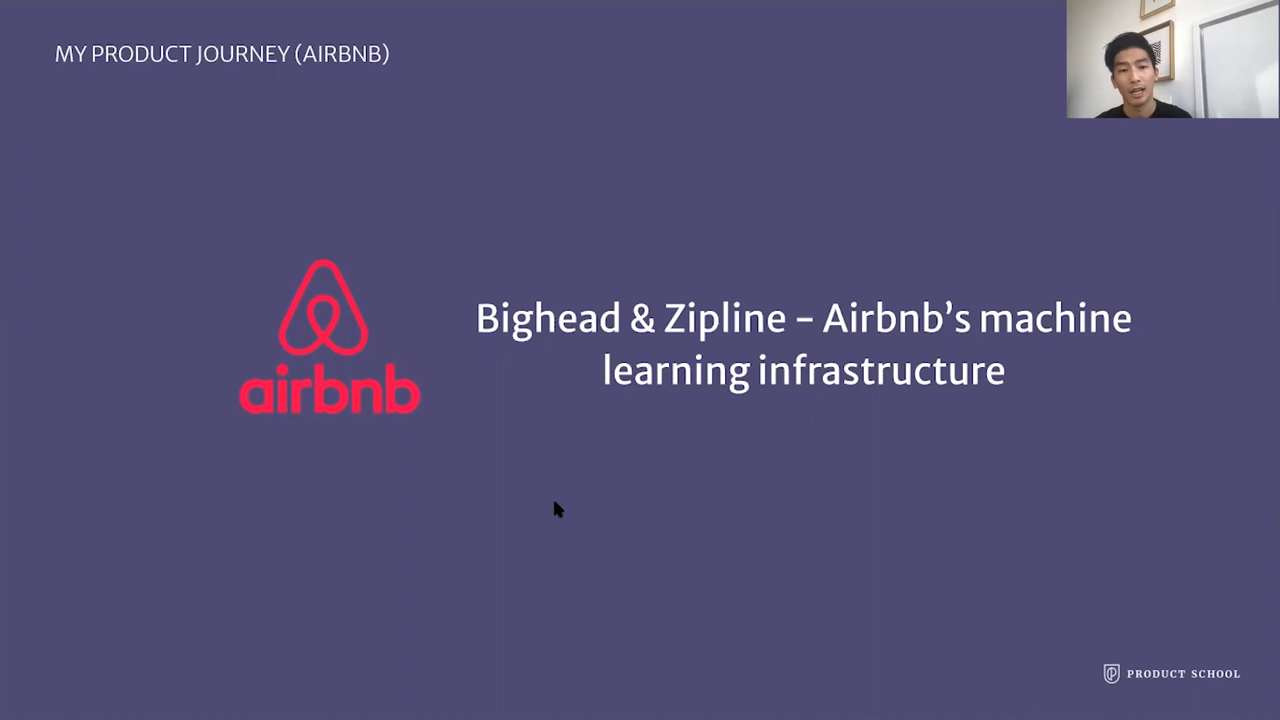 MY PRODUCT JOURNEY (AIRBNB)
airbnb
Bighead & Zipline – Airbnb’s machine
learning infrastructure
PRODUCT SCHOOL